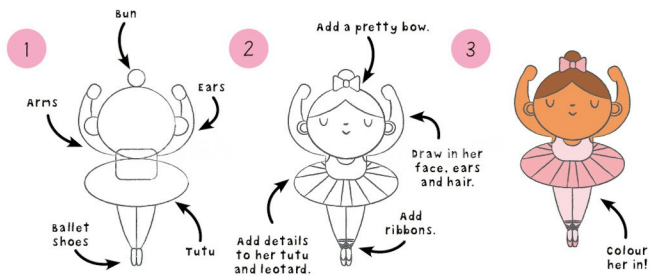 1
Bun
Ears
Arms
Ballet
shoes
Tutu
2
Add a pretty bow.
Draw in her
face, ears
and hair.
Add
ribbons.
Add details
to her tutu
and leotard.
3
Colour
her in!